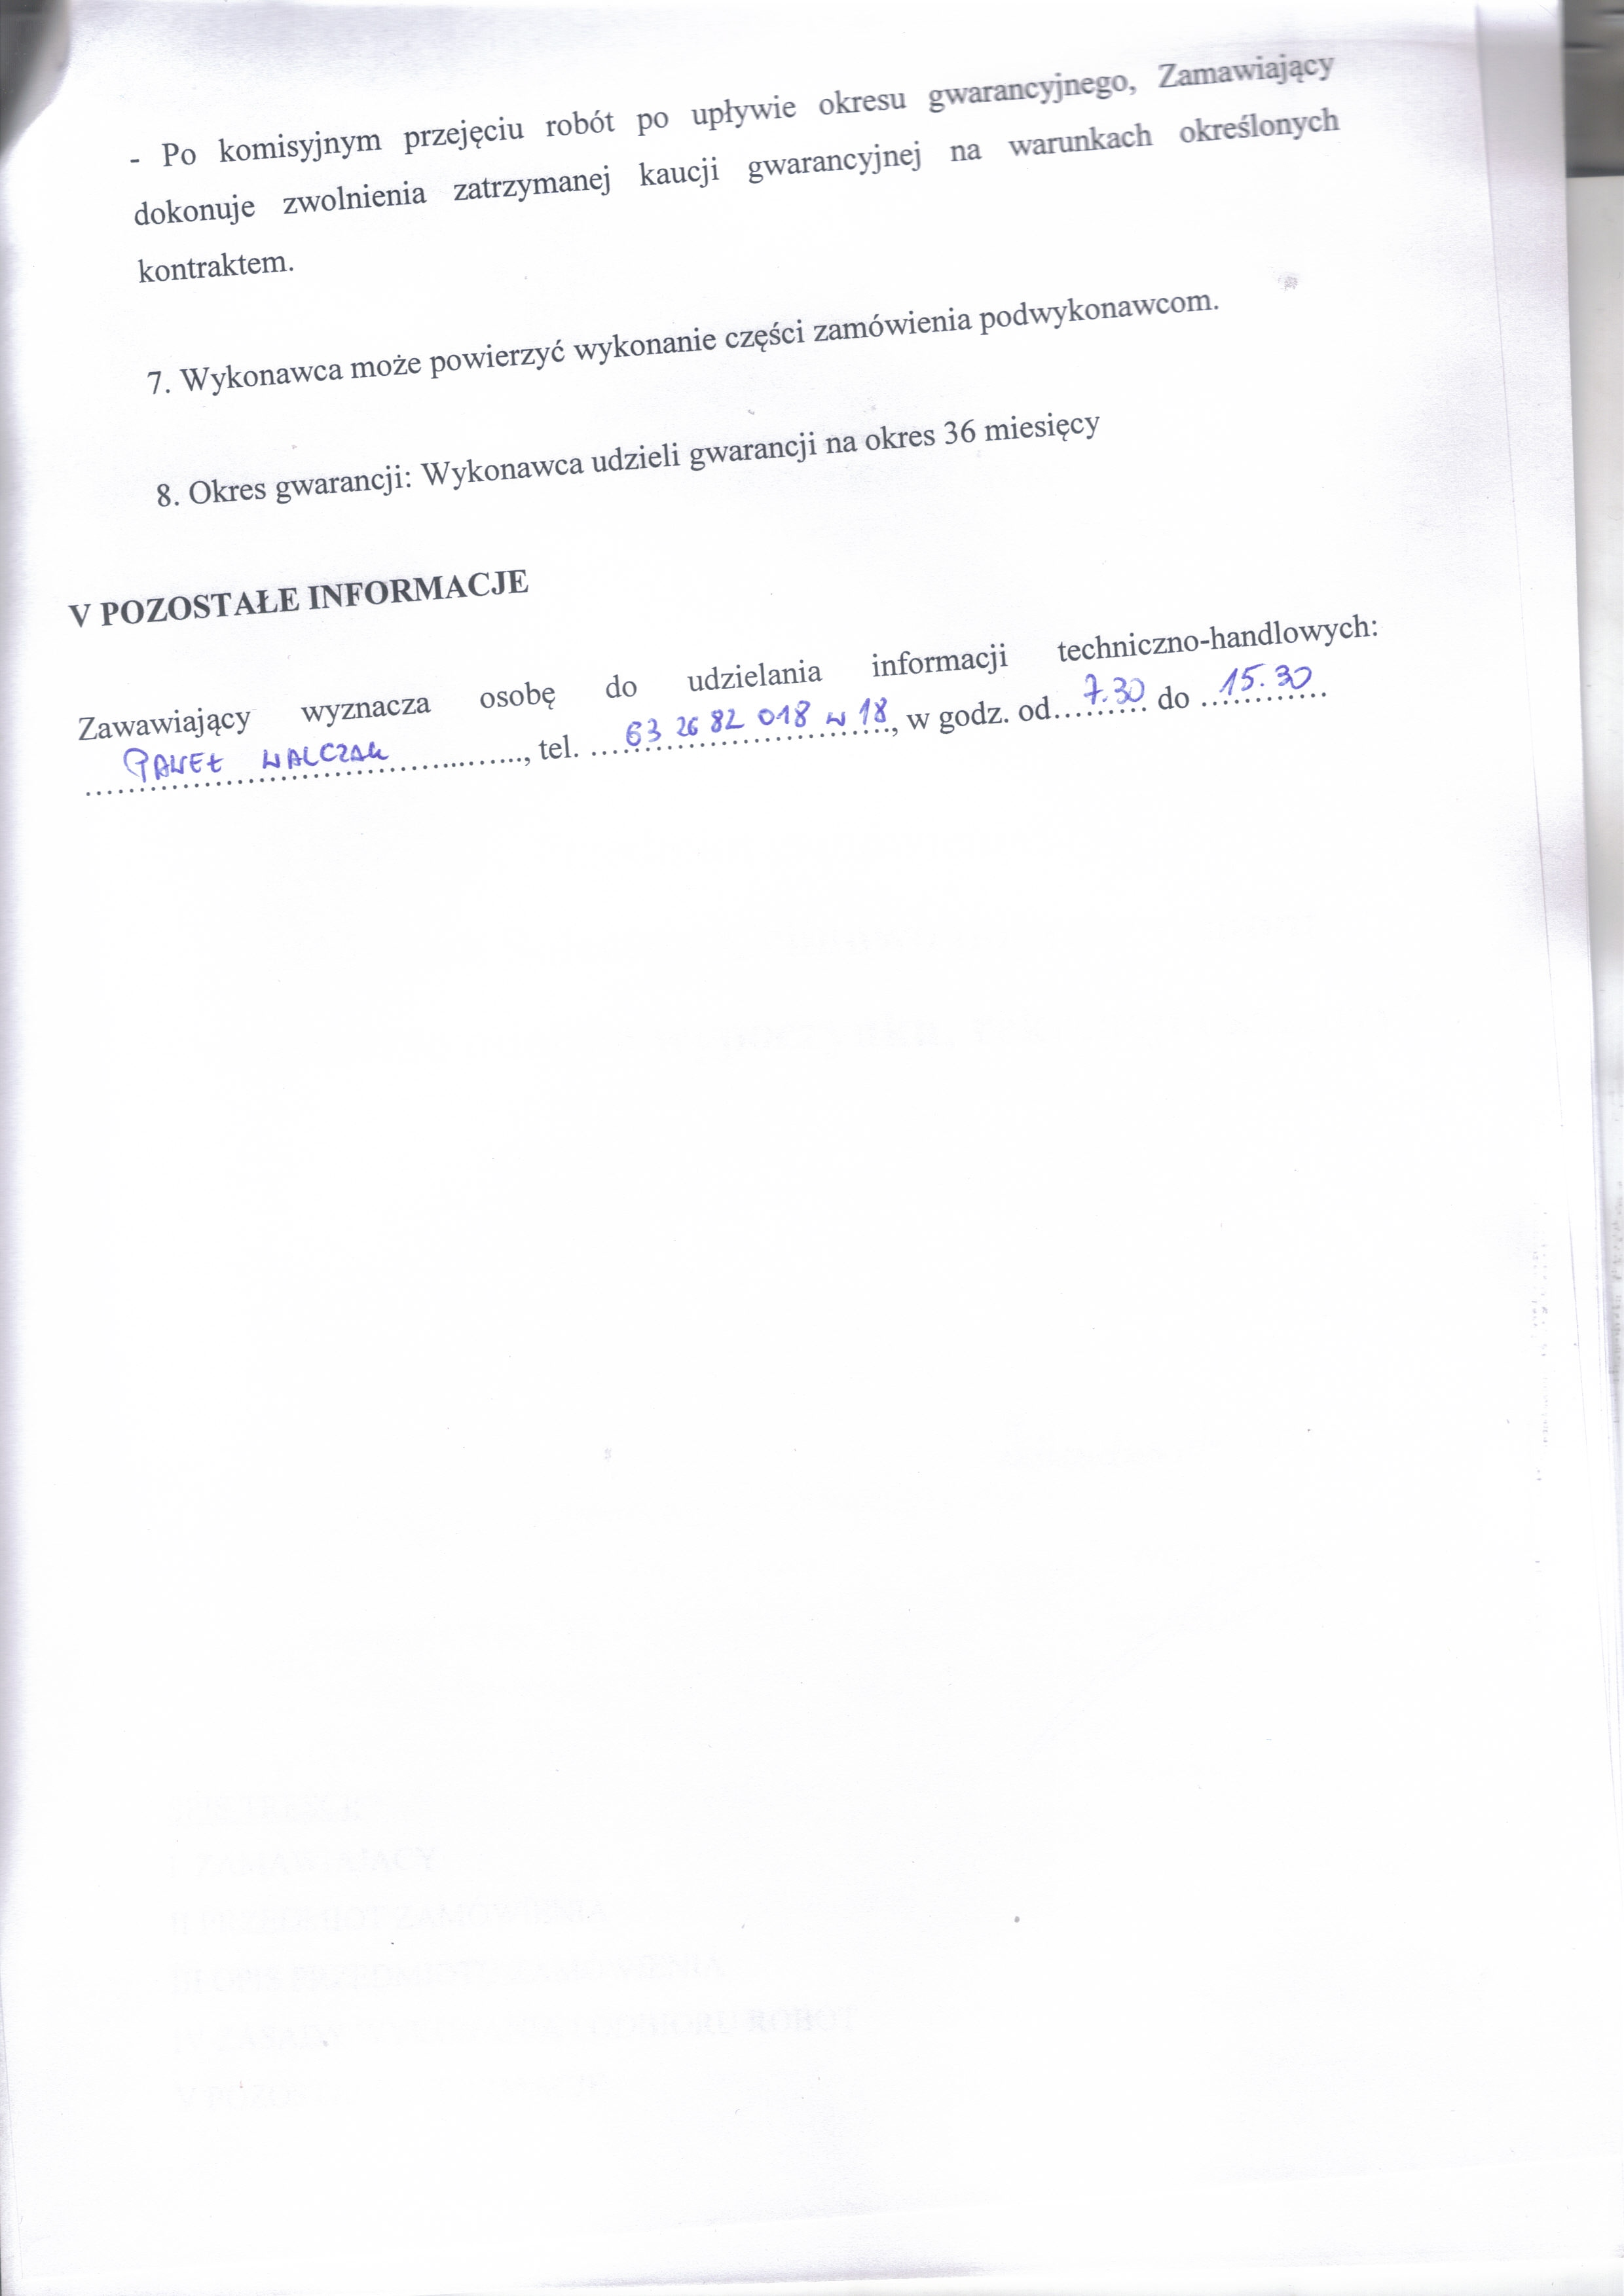 - Po komisyjnym przejęciu robót po upływie okresu gwarancyjnego, Zamawiający
dokonuje zwolnienia zatrzymanej kaucji gwarancyjnej na warunkach określonych
kontraktem.
7. Wykonawca może powierzyć wykonanie części zamówienia podwykonawcom.
8. Okres gwarancji: Wykonawca udzieli gwarancji na okres 36 miesięcy
V POZOSTAŁE INFORMACJE
Zawawiający wyznacza osobę do udzielania informacji techniczno-handlowych:
PAWEŁ WALCZAK, tel. 63 26 82 018 w 18, w godz. od 7.30 do 15.30